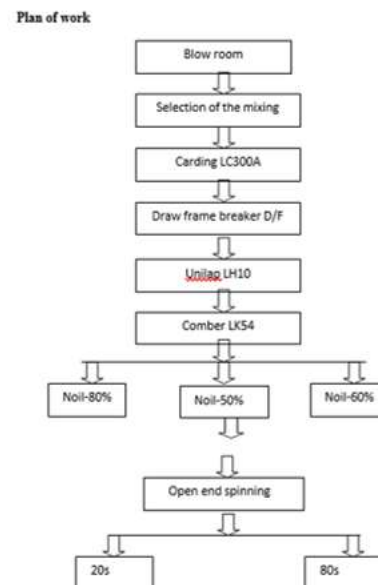 Plan of work
Blow room
Selection of the mixing
Carding LC300A
Draw frame breaker D/F
Unilap LH10
Comber LK54
Noil-80%
Noil-50%
Noil-60%
Open end spinning
20s
80s